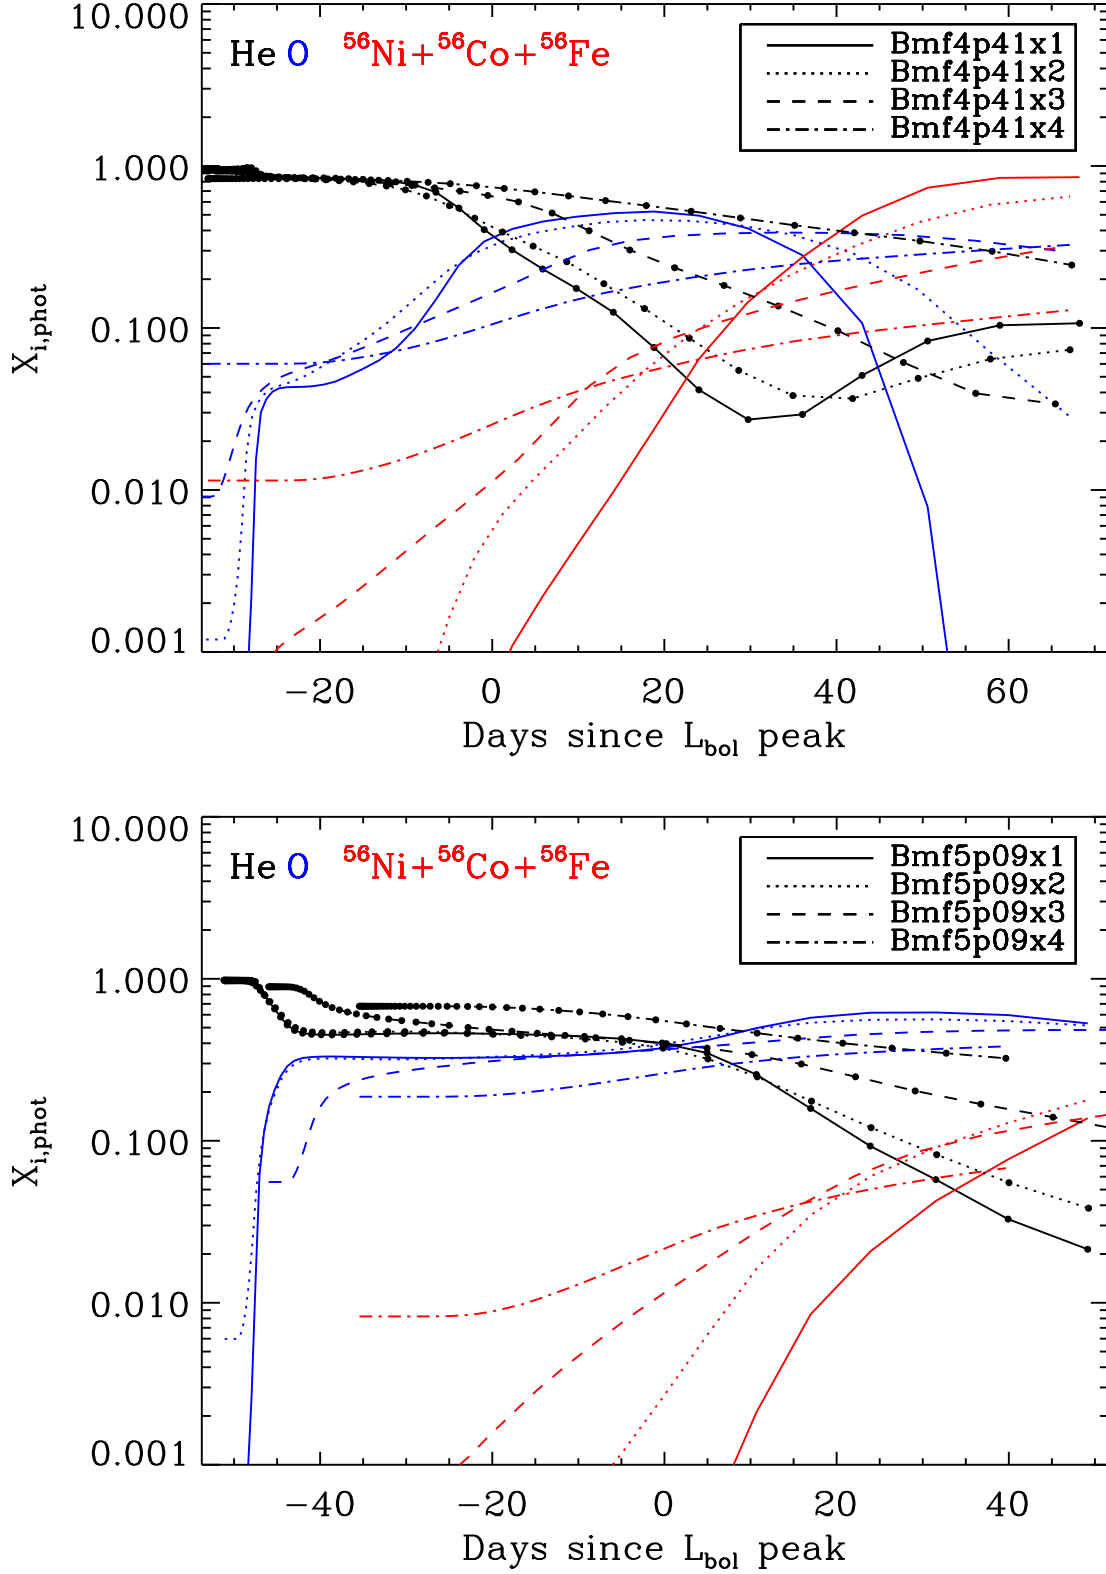 10.000
He O ⁵⁶Ni+⁵⁶Co+⁵⁶Fe
Bmf4p41x1
Bmf4p41x2
Bmf4p41x3
Bmf4p41x4
1.000
0.100
0.010
0.001
X_i,phot
−20 0 20 40 60
Days since L_bol peak
10.000
He O ⁵⁶Ni+⁵⁶Co+⁵⁶Fe
Bmf5p09x1
Bmf5p09x2
Bmf5p09x3
Bmf5p09x4
1.000
0.100
0.010
0.001
X_i,phot
−40 −20 0 20 40
Days since L_bol peak